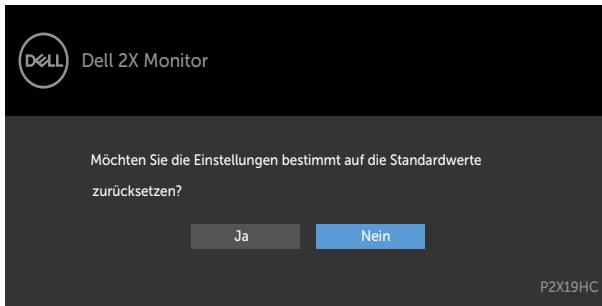 DELL
Dell 2X Monitor
Möchten Sie die Einstellungen bestimmt auf die Standardwerte
zurücksetzen?
Ja
Nein
P2X19HC